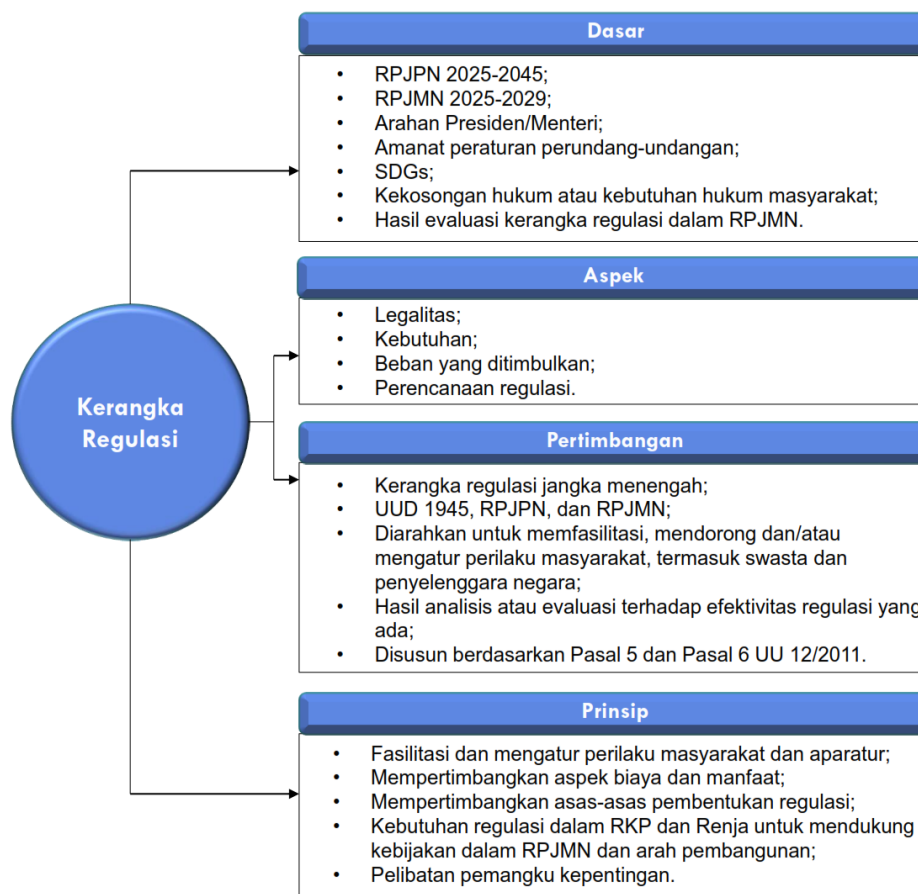 Dasar
• RPJPN 2025-2045;
• RPJMN 2025-2029;
• Arahan Presiden/Menteri;
• Amanat peraturan perundang-undangan;
• SDGs;
• Kekosongan hukum atau kebutuhan hukum masyarakat;
• Hasil evaluasi kerangka regulasi dalam RPJMN.
Aspek
• Legalitas;
• Kebutuhan;
• Beban yang ditimbulkan;
• Perencanaan regulasi.
Kerangka
Regulasi
Pertimbangan
• Kerangka regulasi jangka menengah;
• UUD 1945, RPJPN, dan RPJMN;
• Diarahkan untuk memfasilitasi, mendorong dan/atau
mengatur perilaku masyarakat, termasuk swasta dan
penyelenggara negara;
• Hasil analisis atau evaluasi terhadap efektivitas regulasi yang
ada;
• Disusun berdasarkan Pasal 5 dan Pasal 6 UU 12/2011.
Prinsip
• Fasilitasi dan mengatur perilaku masyarakat dan aparatur;
• Mempertimbangkan aspek biaya dan manfaat;
• Mempertimbangkan asas-asas pembentukan regulasi;
• Kebutuhan regulasi dalam RKP dan Renja untuk mendukung
kebijakan dalam RPJMN dan arah pembangunan;
• Pelibatan pemangku kepentingan.